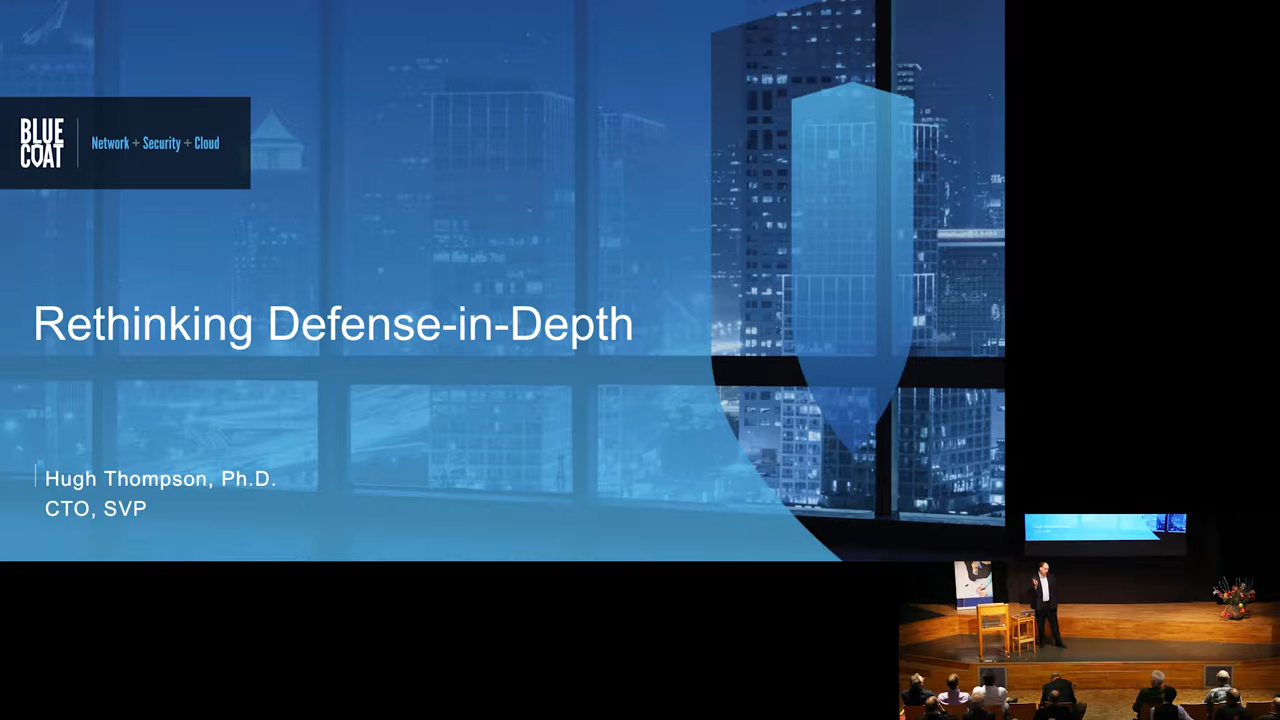 BLUE
COAT
Network + Security + Cloud
Rethinking Defense-in-Depth
Hugh Thompson, Ph.D.
CTO, SVP